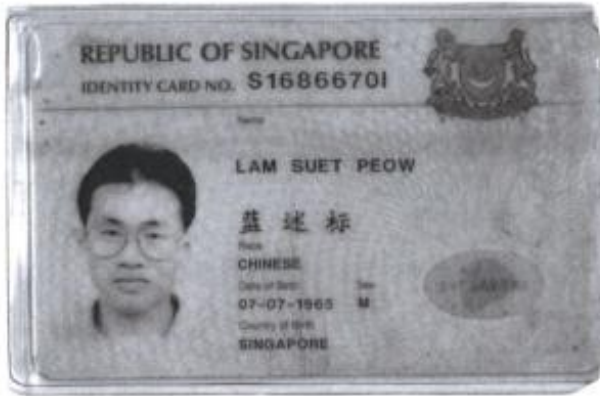 REPUBLIC OF SINGAPORE
IDENTITY CARD NO. S1686670I
Name
LAM SUET PEOW
蓝 述 标
Race
CHINESE
Date of Birth Sex
07-07-1965 M
Country of Birth
SINGAPORE